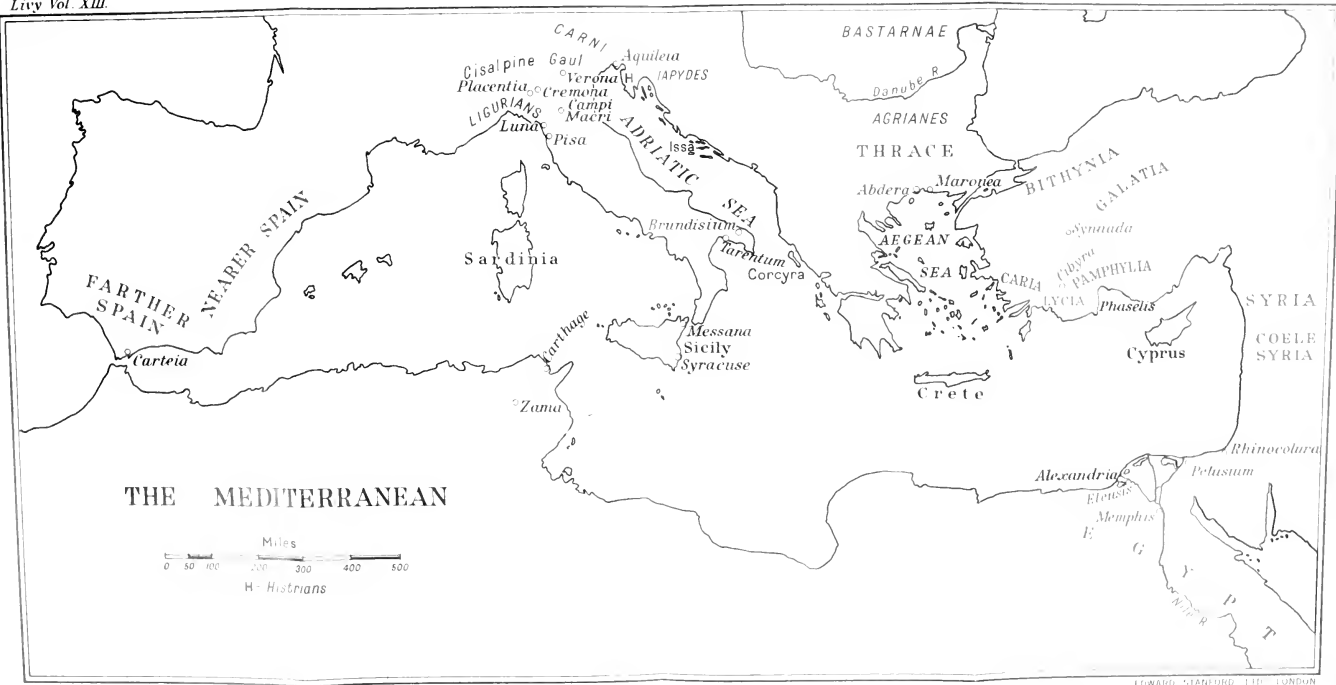 Livy Vol. XIII.
CARNI
Aquileia
BASTARNAE
Cisalpine Gaul
Verona
H
IAPYDES
Placentia
Cremona
Danube R
LIGURIANS
Campi
Macri
AGRIANES
Luna
Pisa
ADRIATIC
SEA
Issa
THRACE
Abdera
Maronea
BITHYNIA
GALATIA
NEARER SPAIN
Brundisium
Synnada
Sardinia
Tarentum
AEGEAN
SEA
Corcyra
Cibyra
CARIA
PAMPHYLIA
LYCIA
Phaselis
SYRIA
FARTHER
SPAIN
Carteia
Carthage
Messana
Sicily
Syracuse
Cyprus
COELE
SYRIA
Zama
Crete
Rhinocolura
Alexandria
Pelusium
Eleusis
Memphis
EGYPT
Nile R
THE MEDITERRANEAN
Miles
0 50 100 200 300 400 500
H - Histrians
EDWARD STANFORD LTD. LONDON